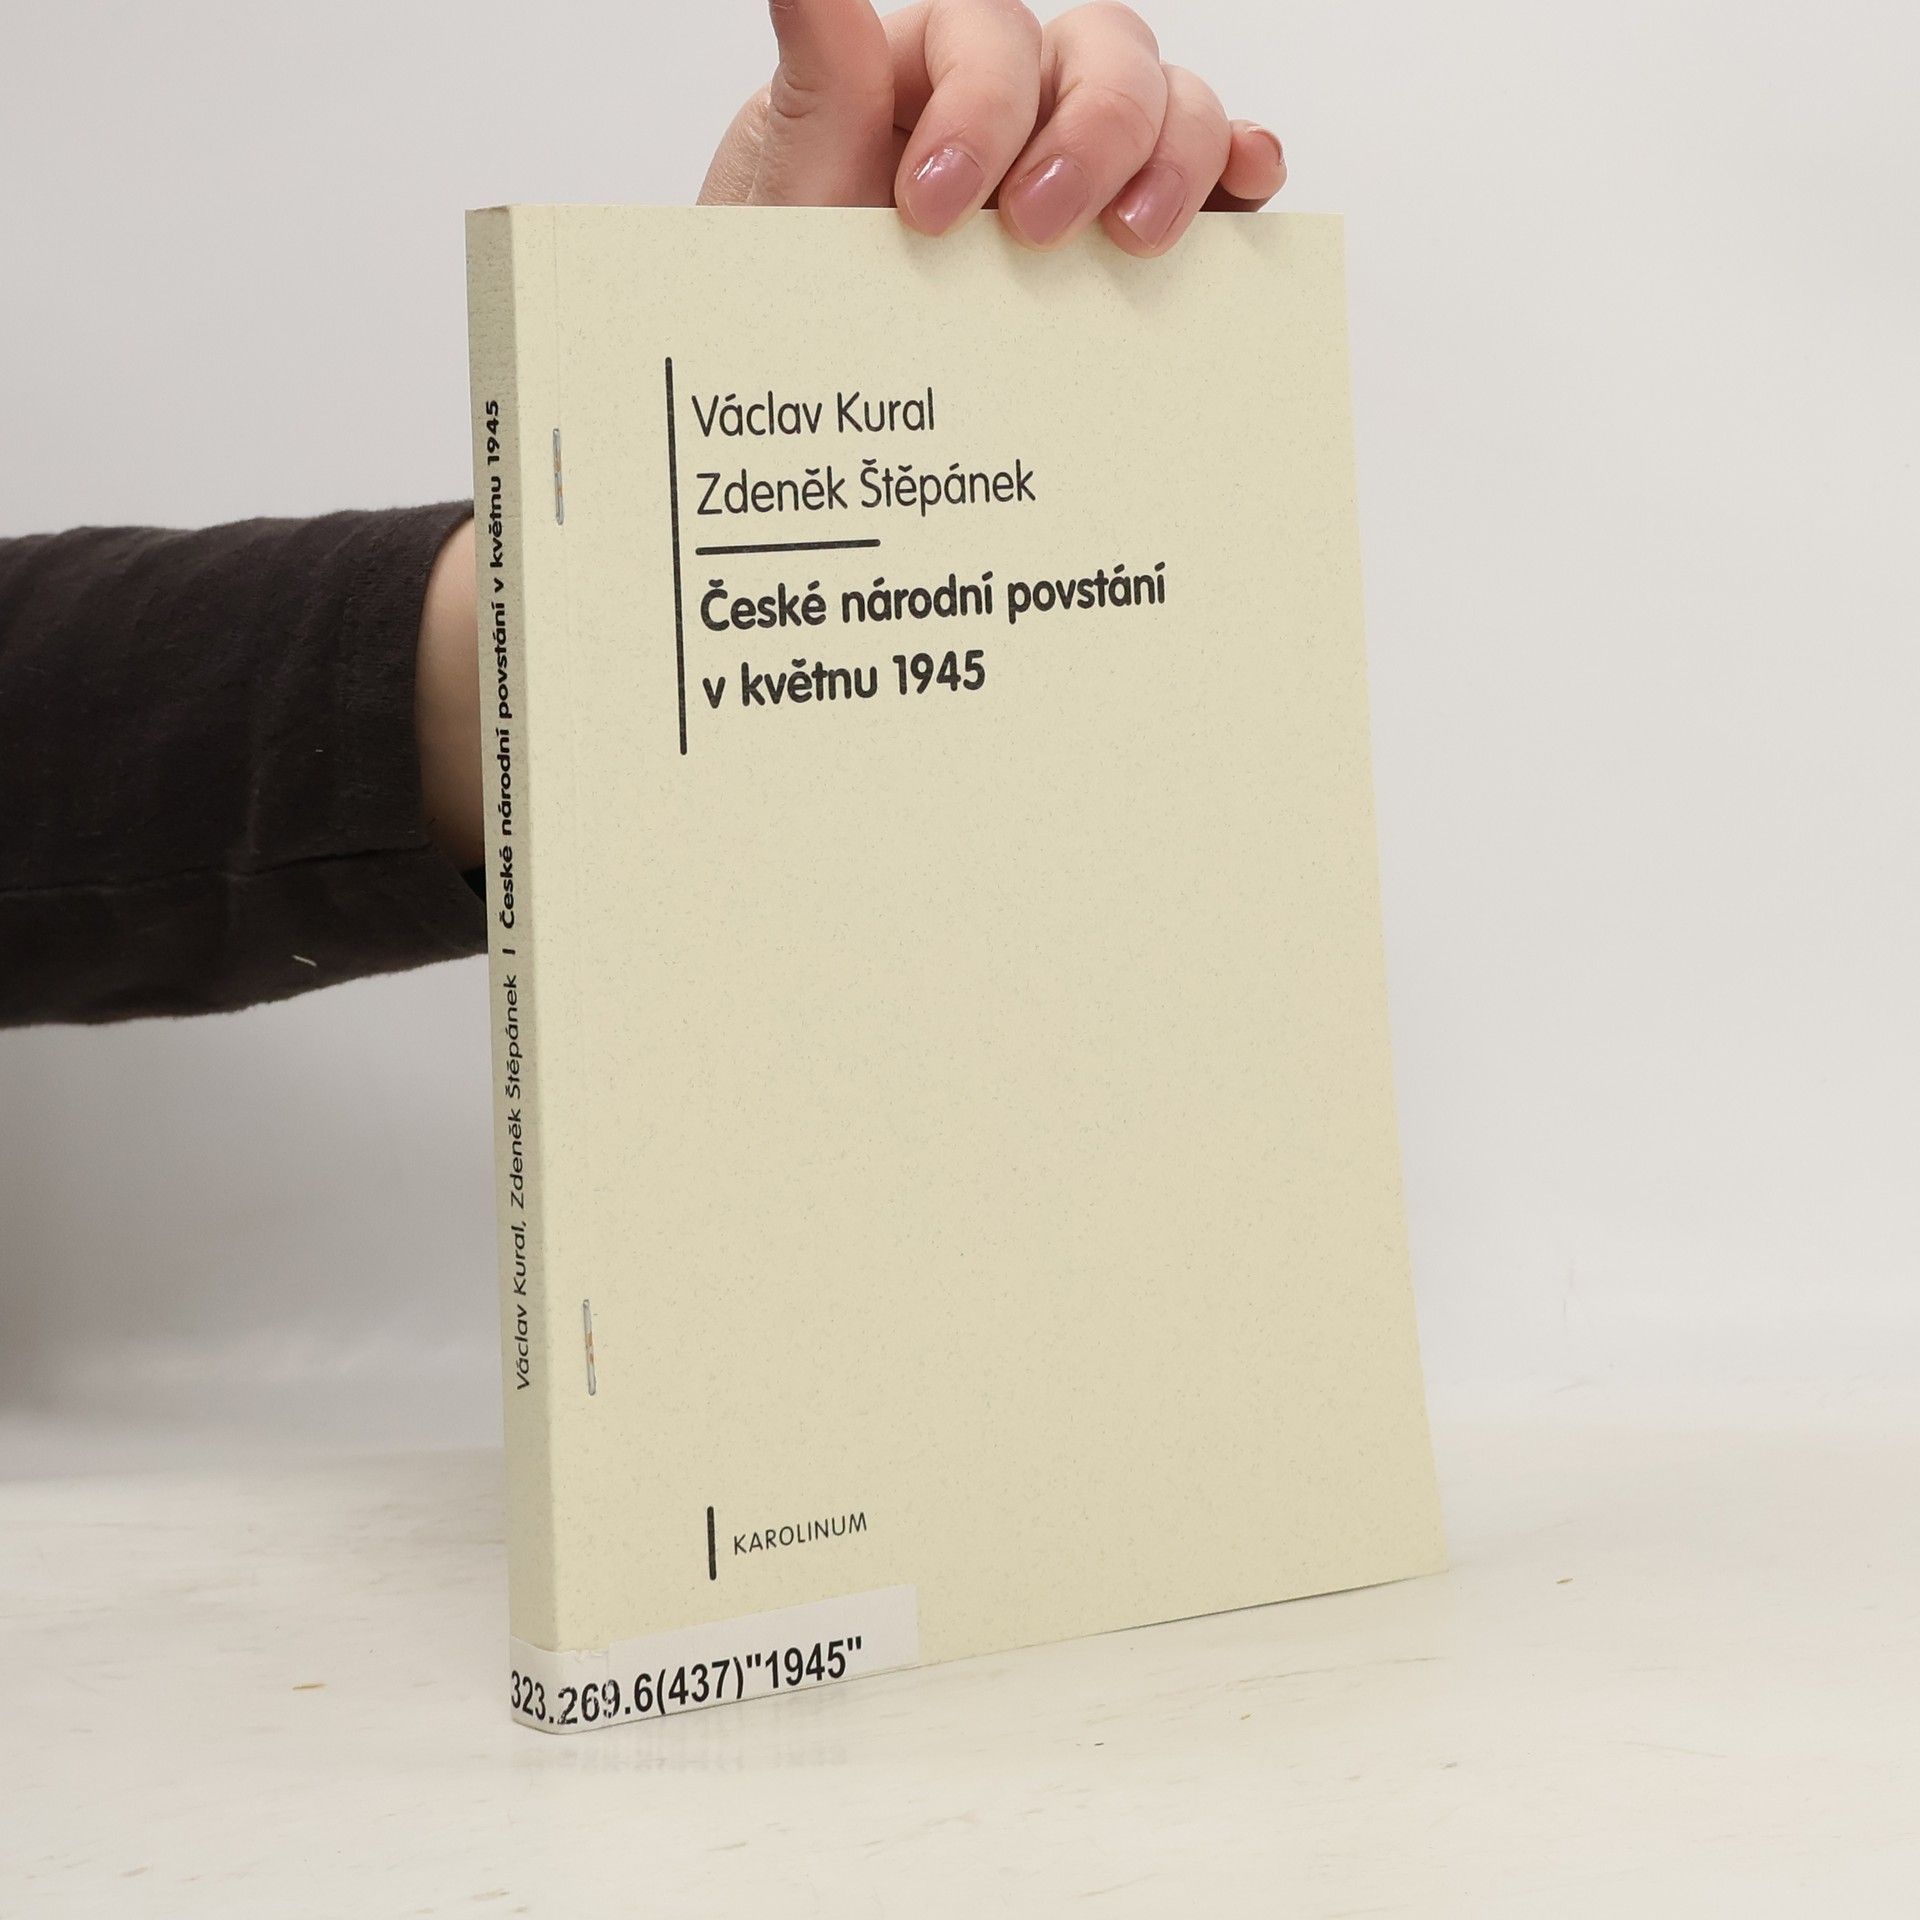 Václav Kural
Zdeněk Štěpánek
České národní povstání
v květnu 1945
KAROLINUM
Václav Kural, Zdeněk Štěpánek | České národní povstání v květnu 1945
323.269.6(437)"1945"